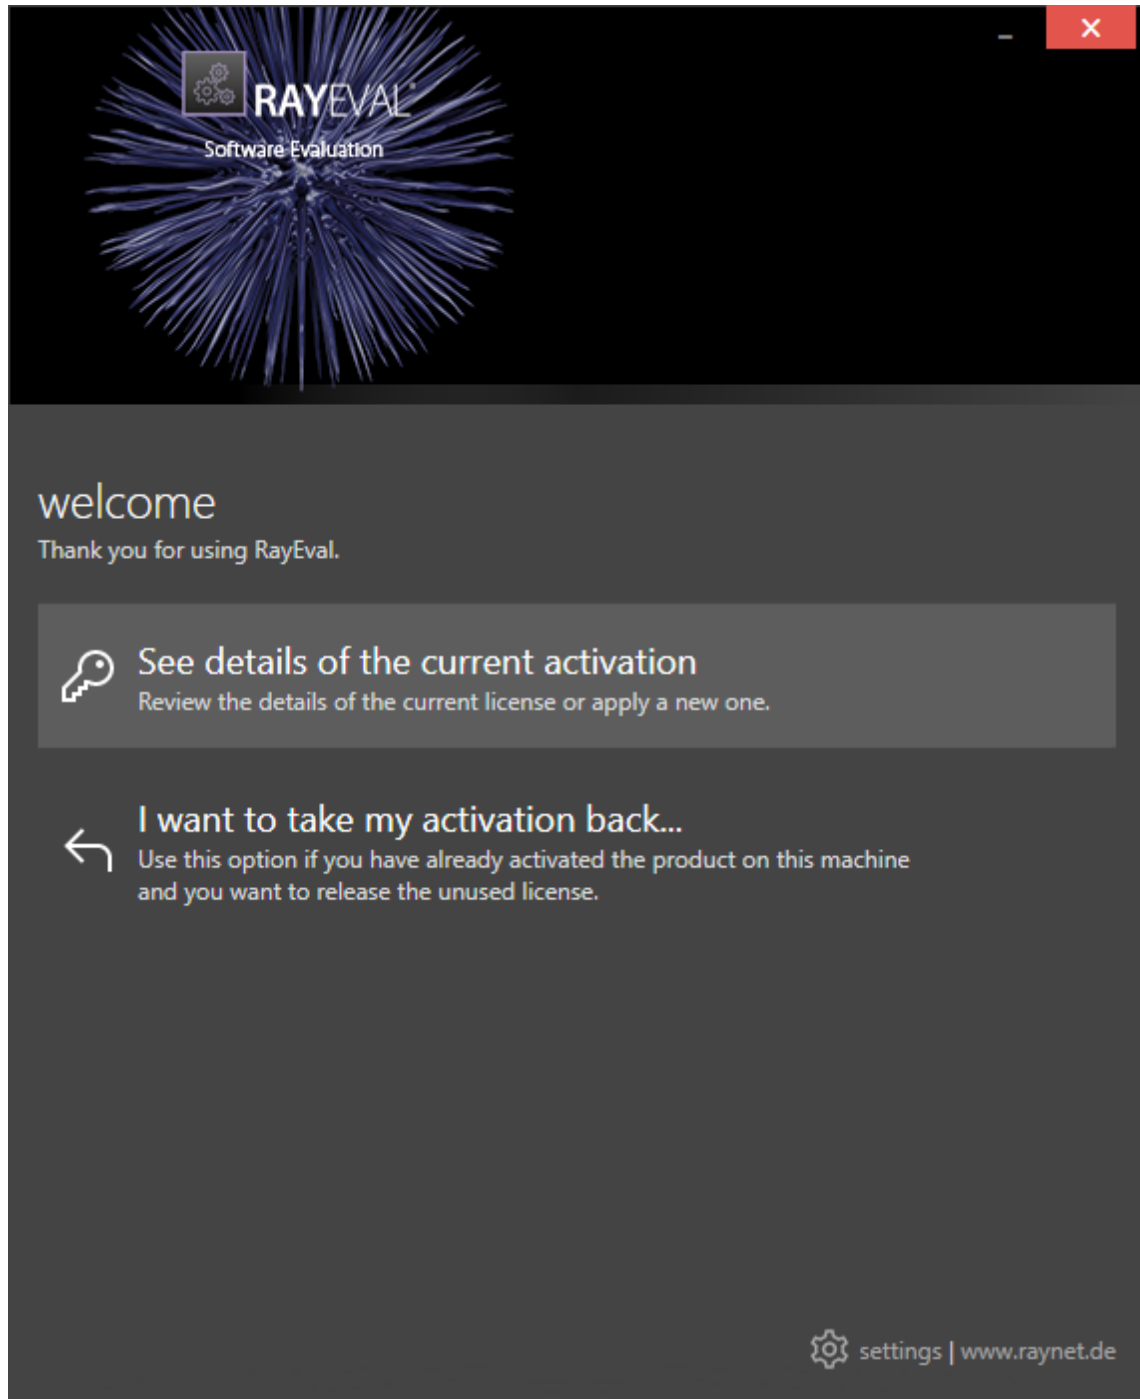 RAYEVAL
Software Evaluation
welcome
Thank you for using RayEval.
See details of the current activation
Review the details of the current license or apply a new one.
I want to take my activation back...
Use this option if you have already activated the product on this machine
and you want to release the unused license.
settings | www.raynet.de